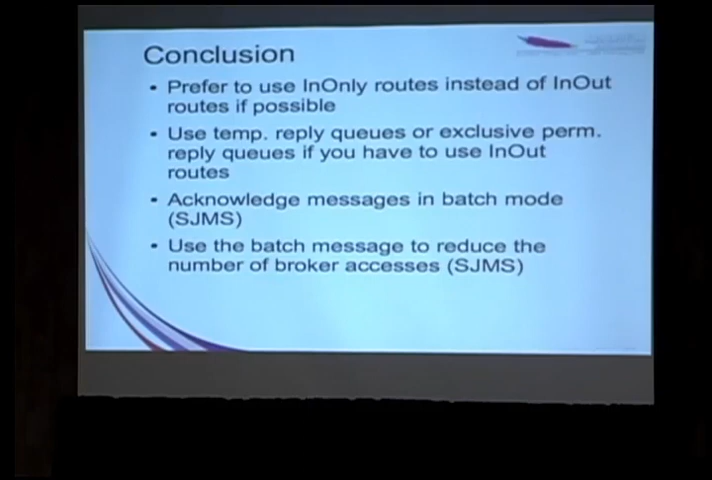 Conclusion
• Prefer to use InOnly routes instead of InOut
routes if possible
• Use temp. reply queues or exclusive perm.
reply queues if you have to use InOut
routes
• Acknowledge messages in batch mode
(SJMS)
• Use the batch message to reduce the
number of broker accesses (SJMS)